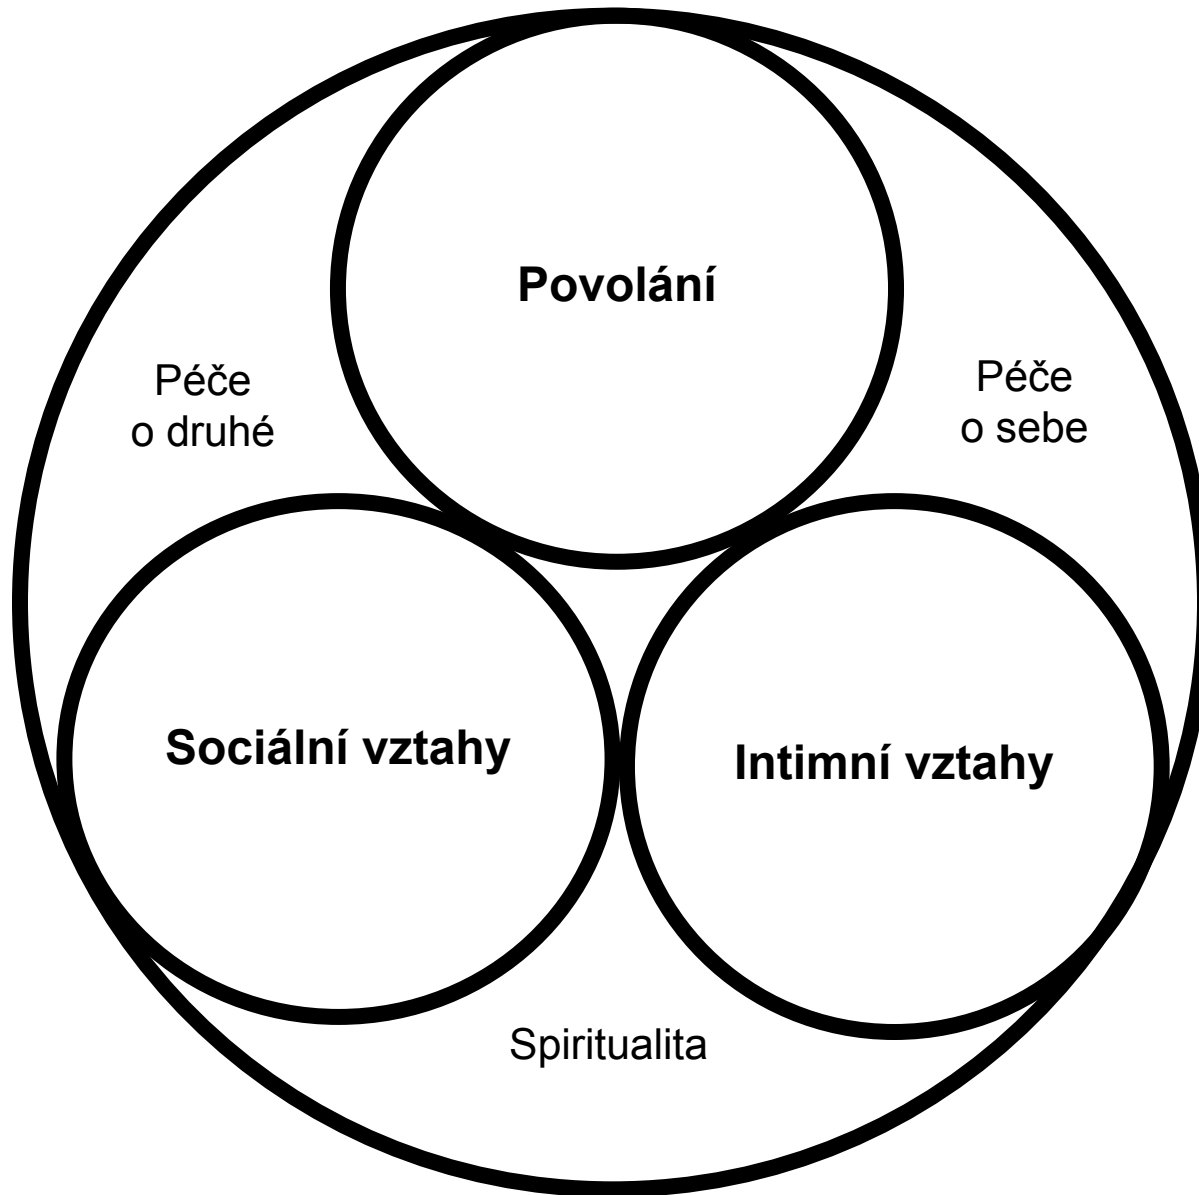 Povolání
Péče
o druhé
Péče
o sebe
Sociální vztahy
Intimní vztahy
Spiritualita